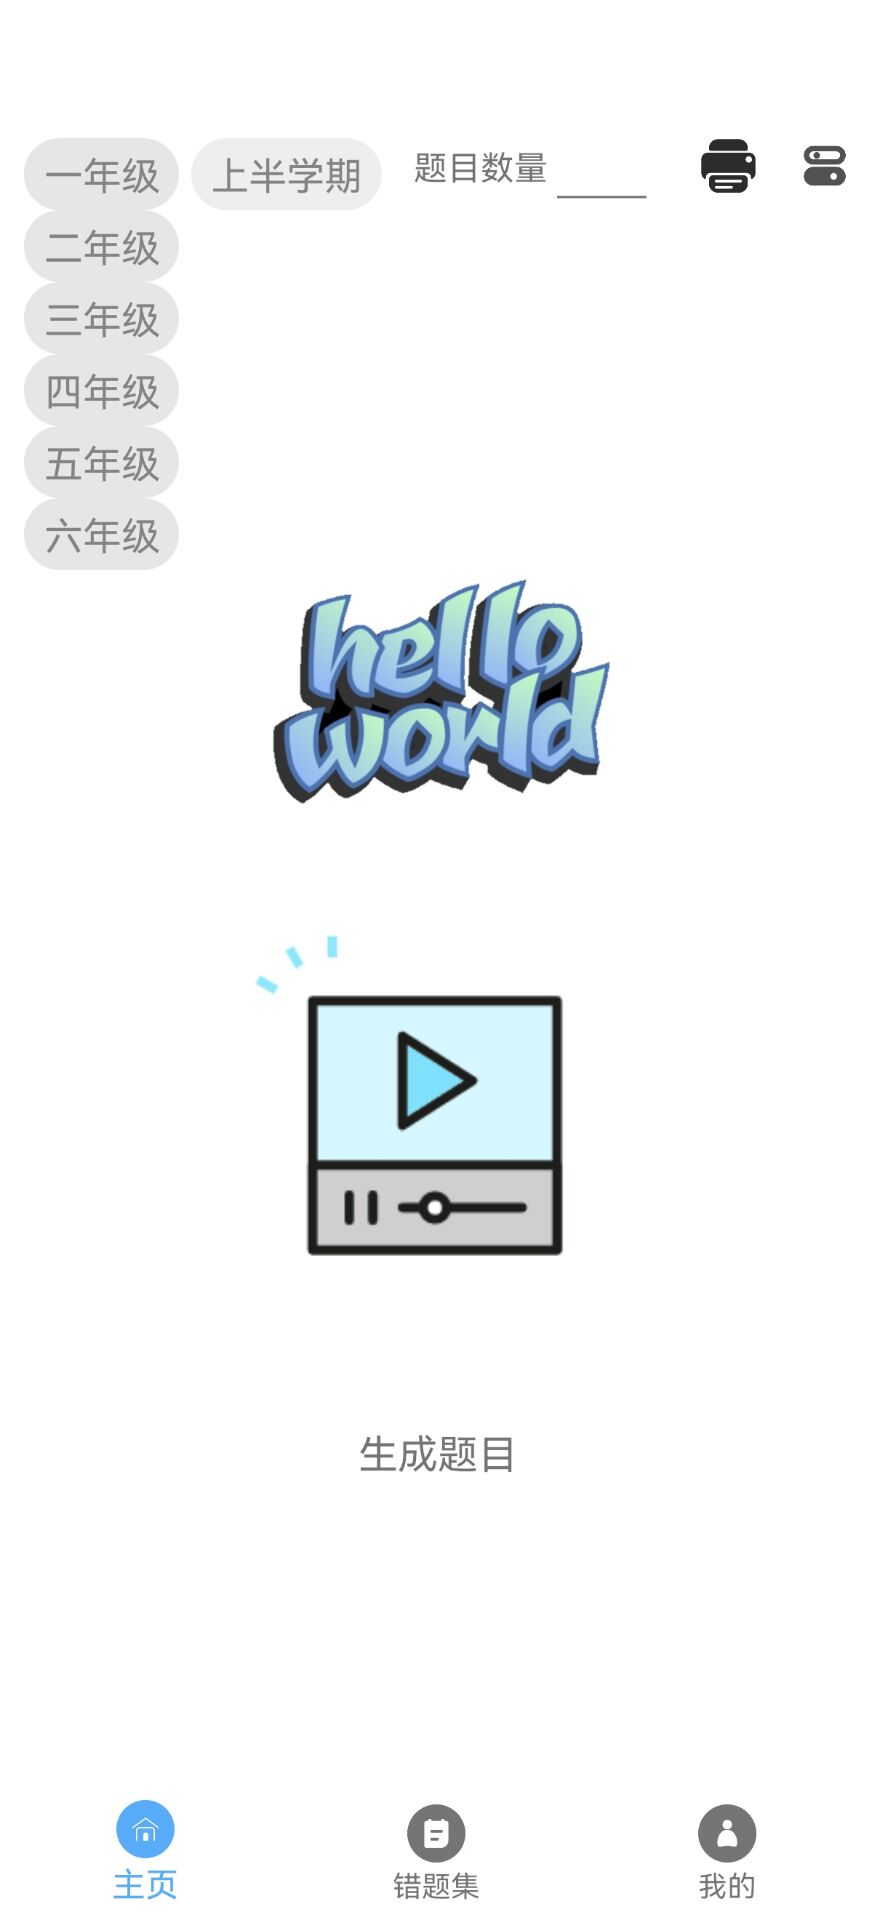 一年级 上半学期 题目数量
二年级
三年级
四年级
五年级
六年级
hello
world
生成题目
主页 错题集 我的